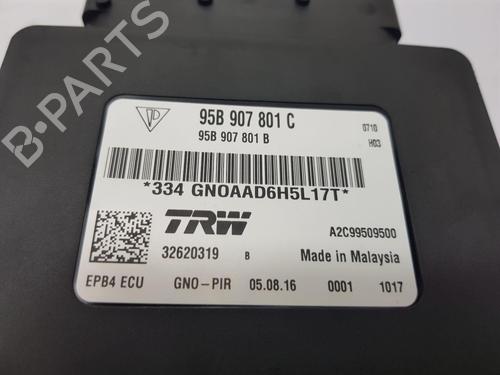 95B 907 801 C
0710
95B 907 801 B
H03
*334 GNOAAD6H5L17T*
TRW
A2C99509500
32620319 B Made in Malaysia
EPB4 ECU GNO-PIR 05.08.16 0001 1017
B-PARTS